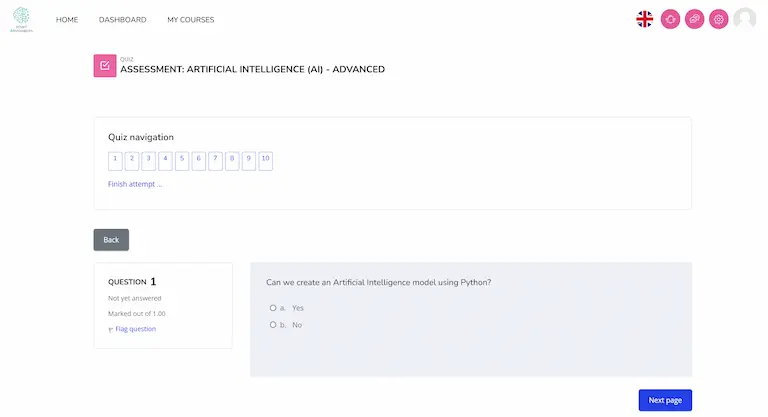 HOME DASHBOARD MY COURSES
QUIZ
ASSESSMENT: ARTIFICIAL INTELLIGENCE (AI) - ADVANCED
Quiz navigation
1 2 3 4 5 6 7 8 9 10
Finish attempt ...
Back
QUESTION 1
Not yet answered
Marked out of 1.00
Flag question
Can we create an Artificial Intelligence model using Python?
a. Yes
b. No
Next page